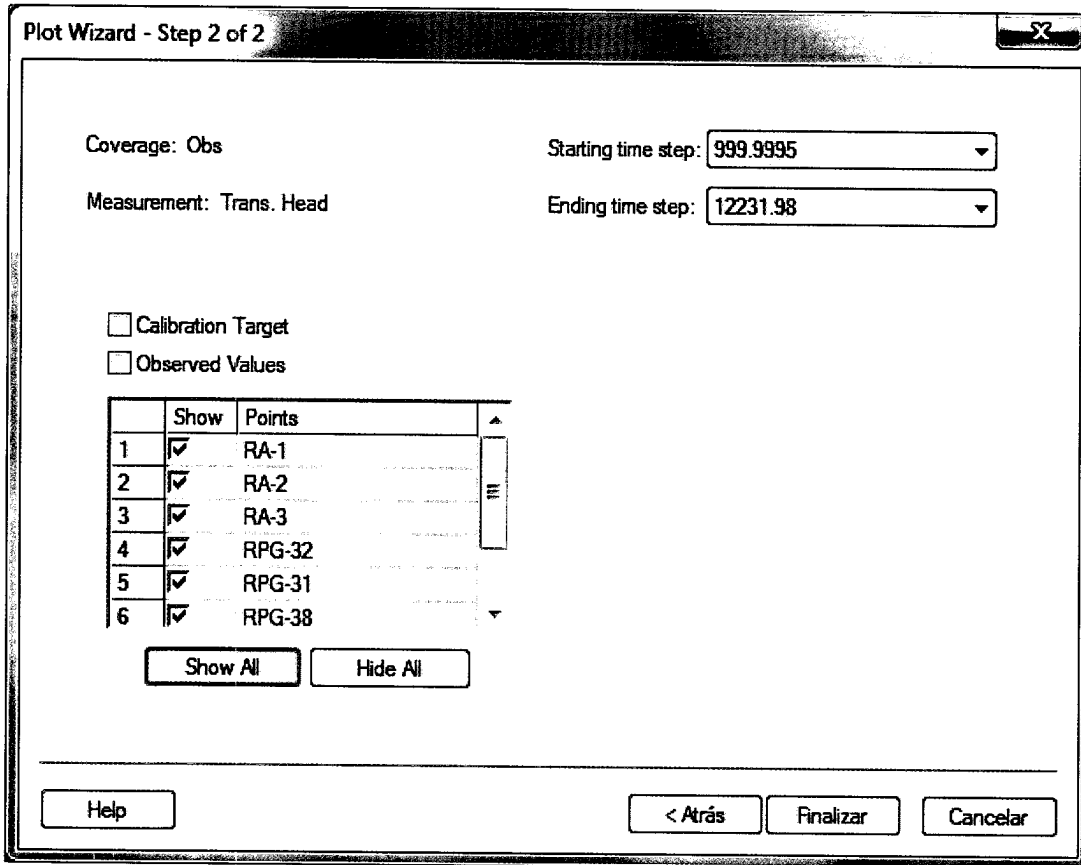 Plot Wizard - Step 2 of 2
Coverage: Obs
Starting time step: 999.9995
Measurement: Trans. Head
Ending time step: 12231.98
Calibration Target
Observed Values
Show Points
1 RA-1
2 RA-2
3 RA-3
4 RPG-32
5 RPG-31
6 RPG-38
Show All Hide All
Help < Atrás Finalizar Cancelar